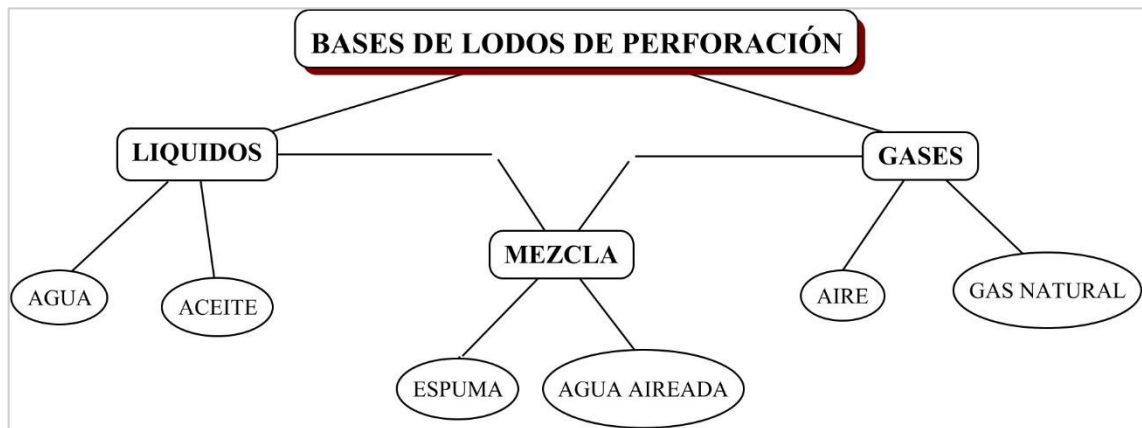 BASES DE LODOS DE PERFORACIÓN
LIQUIDOS
GASES
MEZCLA
AGUA
ACEITE
AIRE
GAS NATURAL
ESPUMA
AGUA AIREADA